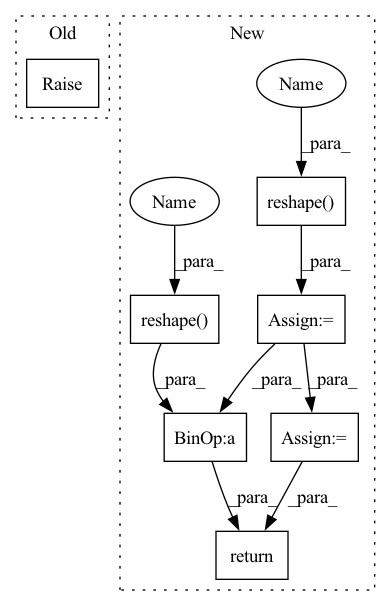 Old
New
Raise
Name
_para_
Name
reshape()
_para_
_para_
reshape()
Assign:=
_para_
_para_
_para_
BinOp:a
Assign:=
_para_
_para_
return